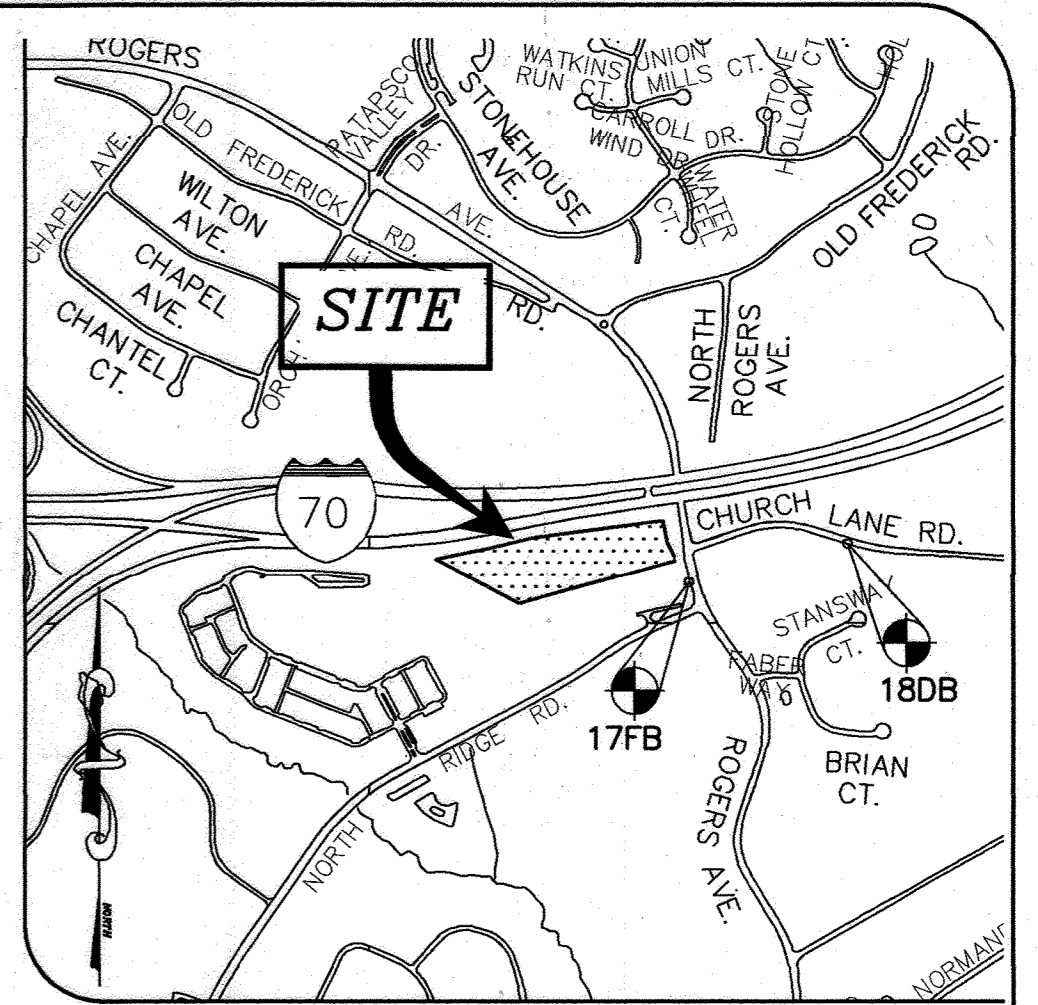 ROGERS
OLD
FREDERICK
RD.
AVE.
RD.
PATAPSCO
VALLEY
DR.
STONEHOUSE
AVE.
WATKINS
RUN CT.
UNION
MILLS CT.
CARROLL DR.
WIND
WATER
WHEEL
CT.
STONE
HOLLOW CT
HOL
OLD FREDERICK
RD.
CHAPEL AVE.
WILTON
AVE.
CHAPEL
AVE.
CHANTEL
CT.
ORCH
SITE
NORTH
ROGERS
AVE.
70
CHURCH LANE RD.
STANSWAY
CT.
FABER
WAY
18DB
17FB
BRIAN
CT.
NORTH RIDGE RD.
ROGERS AVE.
NORTH
NORMAN